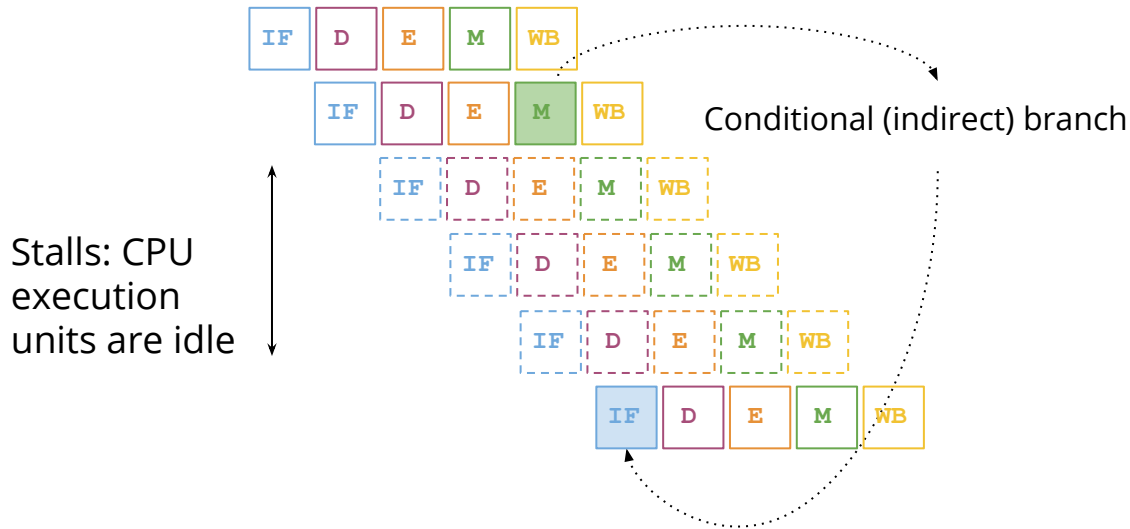 IF D E M WB
IF D E M WB
Conditional (indirect) branch
IF D E M WB
Stalls: CPU
execution
units are idle
IF D E M WB
IF D E M WB
IF D E M WB